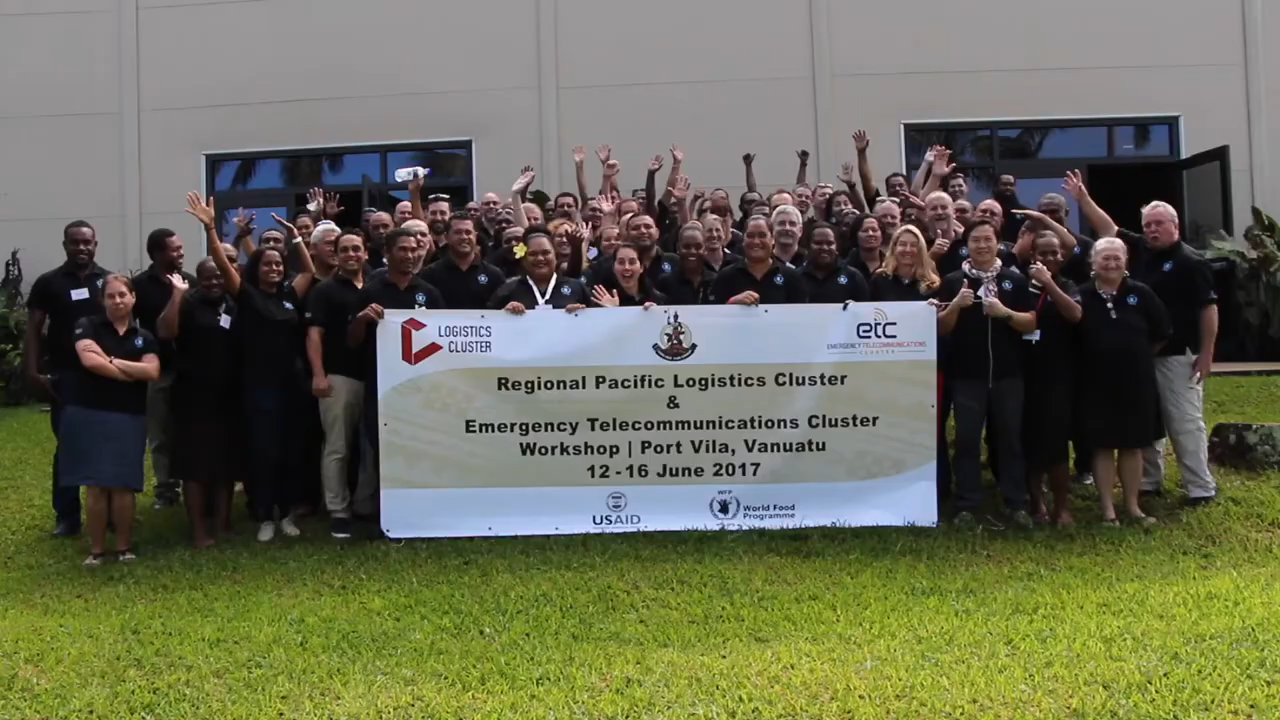 LOGISTICS
CLUSTER
etc
EMERGENCY TELECOMMUNICATIONS
CLUSTER
Regional Pacific Logistics Cluster
&
Emergency Telecommunications Cluster
Workshop | Port Vila, Vanuatu
12 - 16 June 2017
USAID
WFP
World Food
Programme